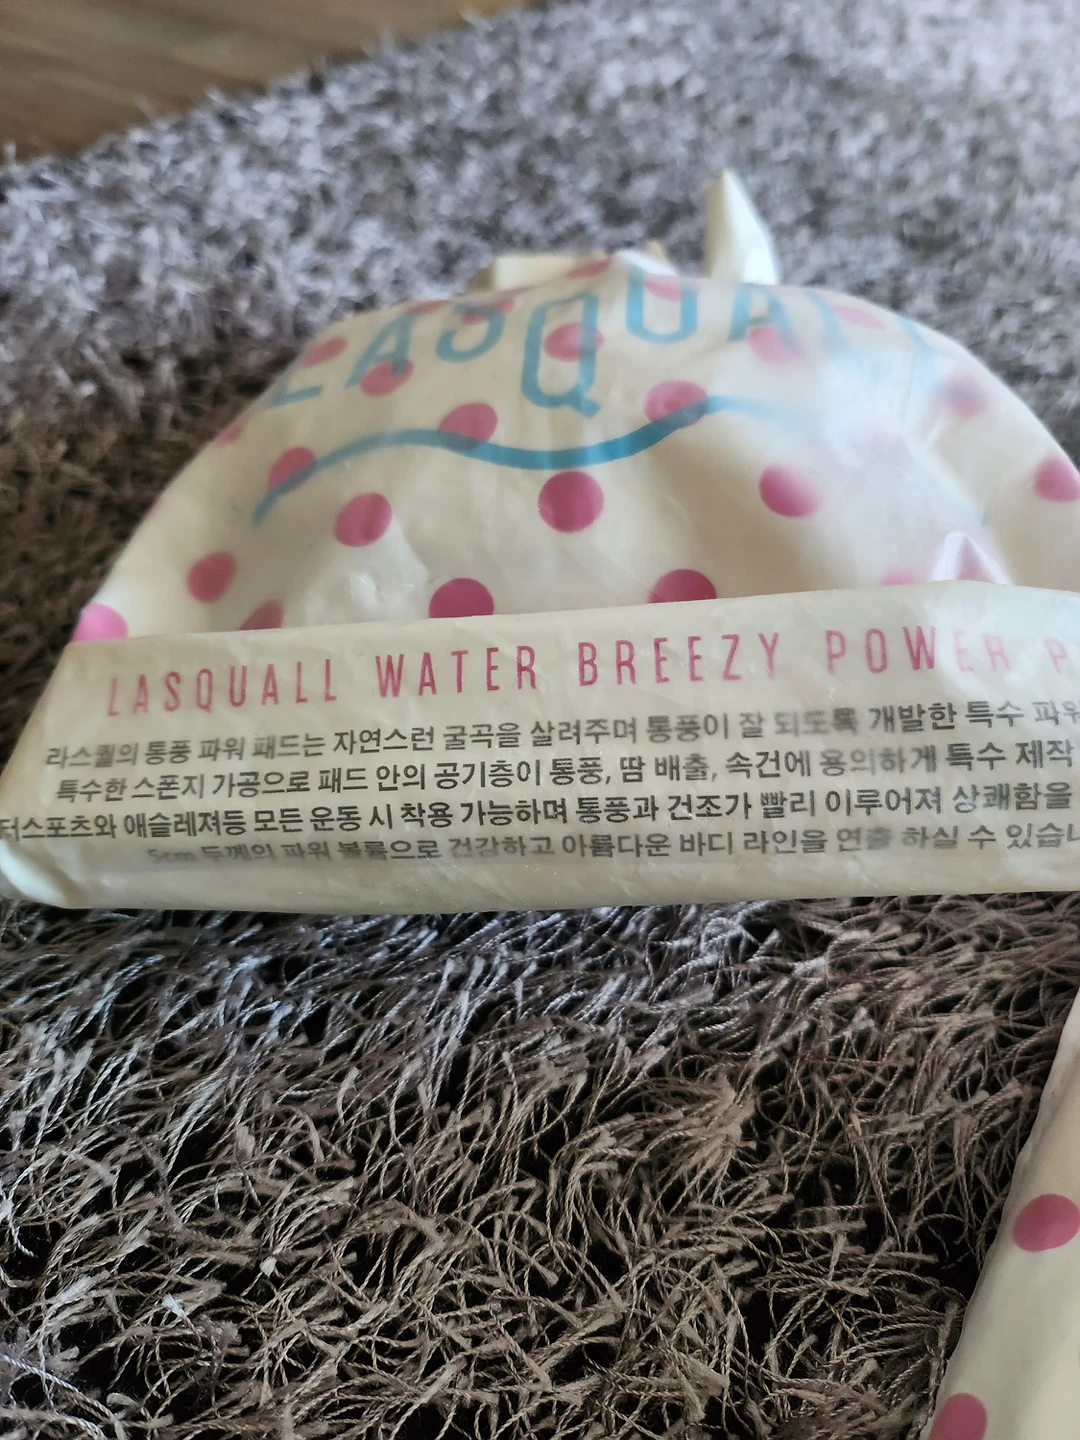 LASQUALL
LASQUALL WATER BREEZY POWER P
라스퀄의 통풍 파워 패드는 자연스런 굴곡을 살려주며 통풍이 잘 되도록 개발한 특수 파워
특수한 스폰지 가공으로 패드 안의 공기층이 통풍, 땀 배출, 속건에 용의하게 특수 제작
터스포츠와 애슬레져등 모든 운동 시 착용 가능하며 통풍과 건조가 빨리 이루어져 상쾌함을
5cm 두께의 파워 볼륨으로 건강하고 아름다운 바디 라인을 연출 하실 수 있습니